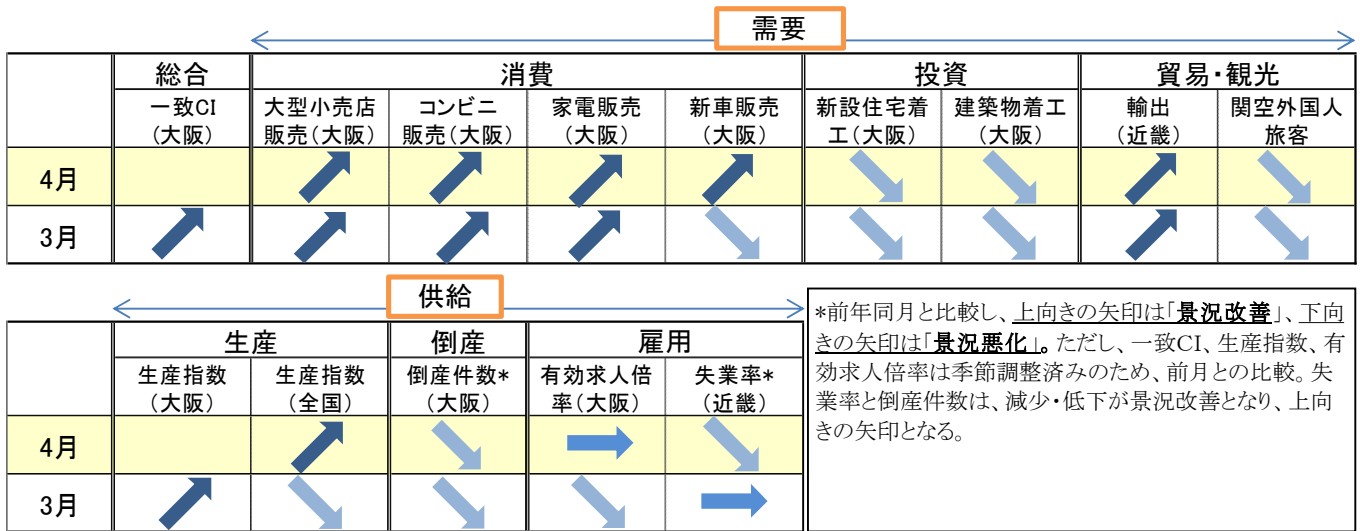 需要
総合 消費 投資 貿易・観光
一致CI
(大阪) 大型小売店
販売(大阪) コンビニ
販売(大阪) 家電販売
(大阪) 新車販売
(大阪) 新設住宅着
工(大阪) 建築物着工
(大阪) 輸出
(近畿) 関空外国人
旅客
4月
3月
供給
生産 倒産 雇用
生産指数
(大阪) 生産指数
(全国) 倒産件数*
(大阪) 有効求人倍
率(大阪) 失業率*
(近畿)
4月
3月
*前年同月と比較し、上向きの矢印は「景況改善」、下向
きの矢印は「景況悪化」。ただし、一致CI、生産指数、有
効求人倍率は季節調整済みのため、前月との比較。失
業率と倒産件数は、減少・低下が景況改善となり、上向
きの矢印となる。